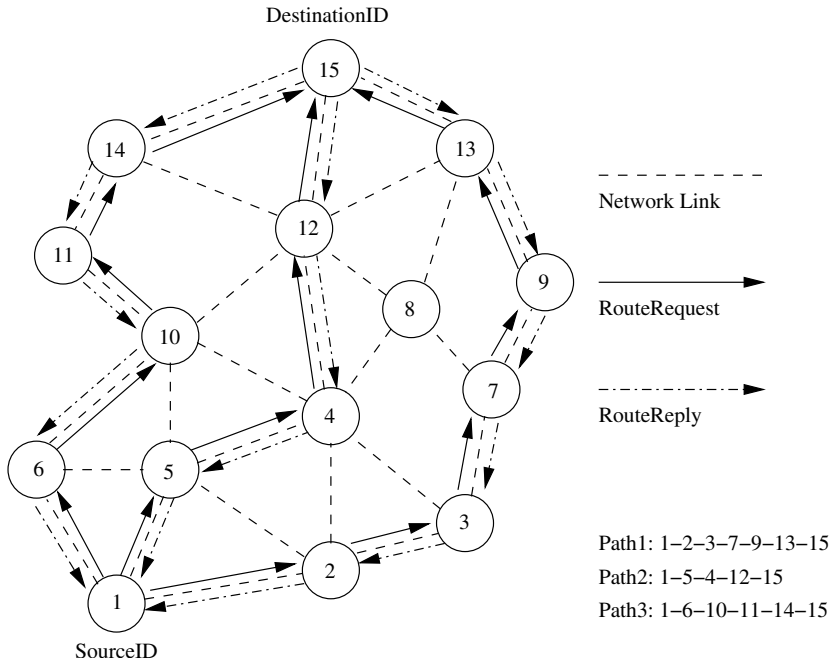 DestinationID
15
14
13
12
11
9
8
10
7
4
6
5
3
2
1
SourceID
Network Link
RouteRequest
RouteReply
Path1: 1−2−3−7−9−13−15
Path2: 1−5−4−12−15
Path3: 1−6−10−11−14−15